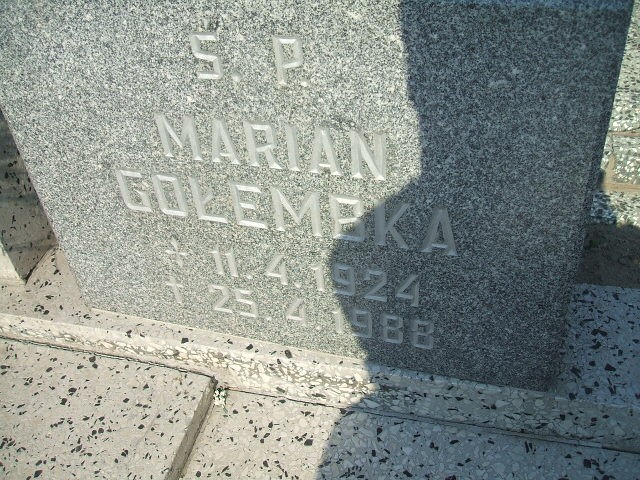 S. P.
MARIAN
GOŁEMBKA
* 11.4.1924
† 25.4.1988